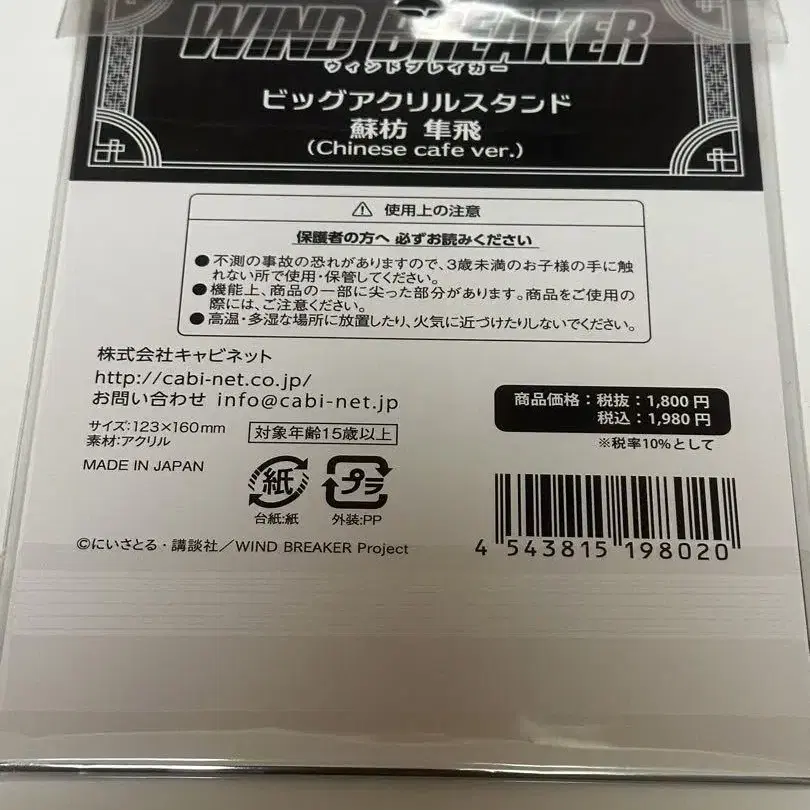 WIND BREAKER
ウィンドブレイカー
ビッグアクリルスタンド
蘇枋 隼飛
(Chinese cafe ver.)
⚠ 使用上の注意
保護者の方へ 必ずお読みください
●不測の事故の恐れがありますので、3歳未満のお子様の手に触
れない所で使用・保管してください。
●機能上、商品の一部に尖った部分があります。商品をご使用の
際には、ご注意ください。
●高温・多湿な場所に放置したり、火気に近づけたりしないでください。
株式会社キャビネット
http://cabi-net.co.jp/
お問い合わせ info@cabi-net.jp
サイズ:123×160mm
素材:アクリル
対象年齢15歳以上
MADE IN JAPAN
紙
プラ
台紙:紙
外装:PP
商品価格:税抜:1,800円
税込:1,980円
※税率10%として
4 543815 198020
©にいさとる・講談社/WIND BREAKER Project